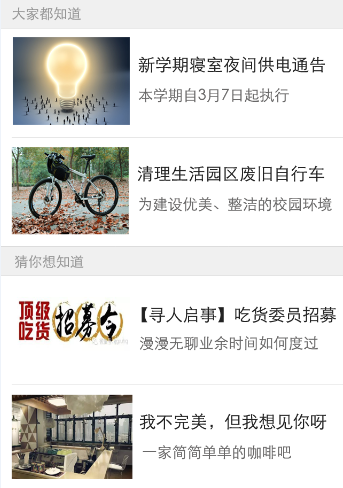 大家都知道
新学期寝室夜间供电通告
本学期自3月7日起执行
清理生活园区废旧自行车
为建设优美、整洁的校园环境
猜你想知道
顶级
吃货
招募令
【寻人启事】吃货委员招募
漫漫无聊业余时间如何度过
我不完美，但我想见你呀
一家简简单单的咖啡吧